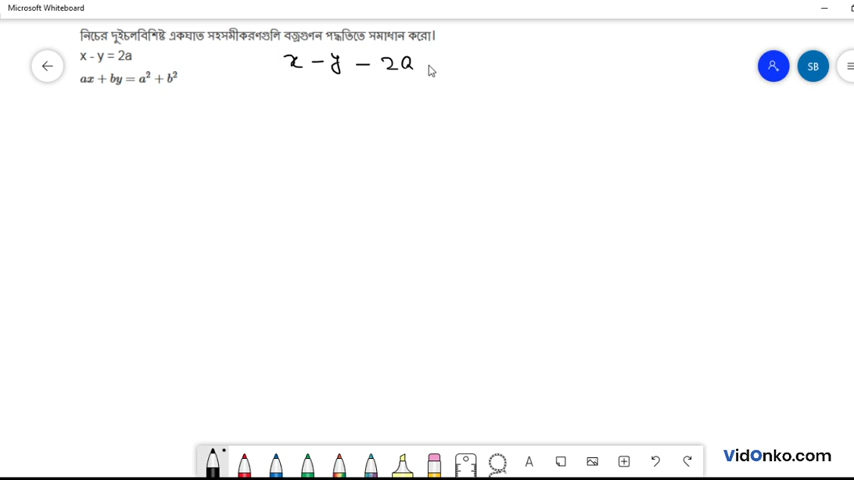 Microsoft Whiteboard
নিচের দুইচলবিশিষ্ট একঘাত সহসমীকরণগুলি বজ্রগুণন পদ্ধতিতে সমাধান করো।
x - y = 2a
x - y - 2a
ax + by = a² + b²
SB
A
VidOnko.com